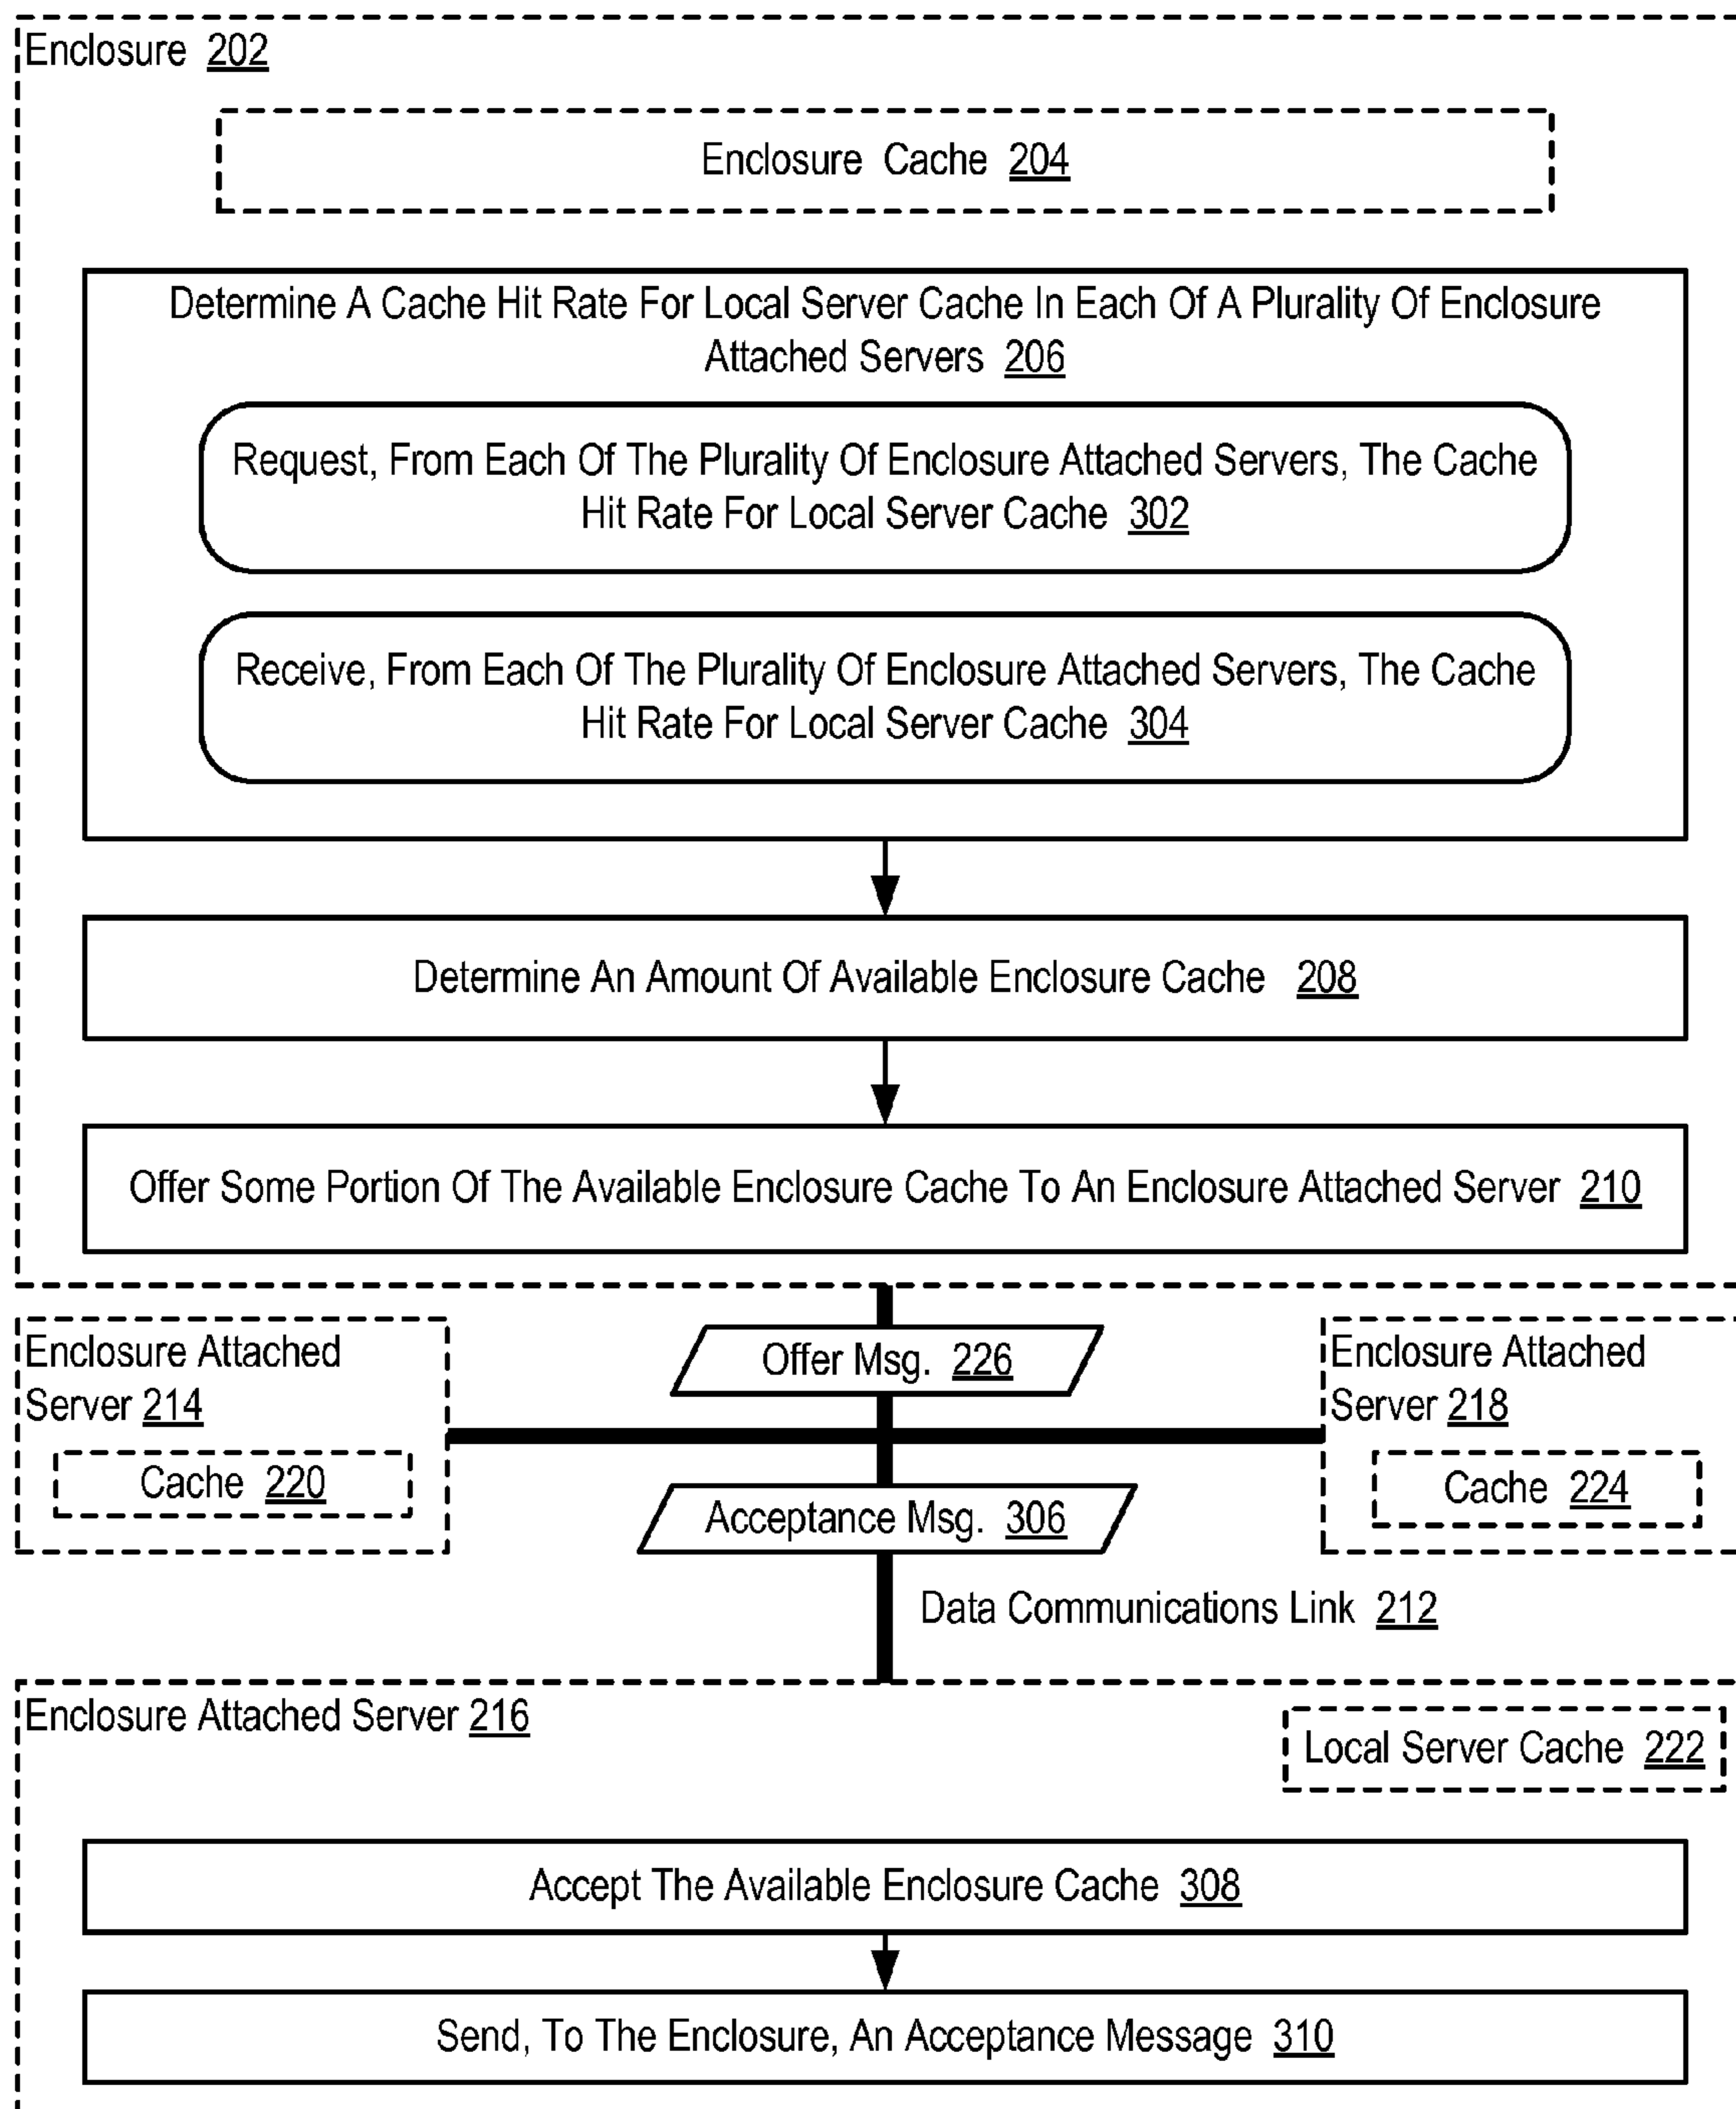 Enclosure 202
Enclosure Cache 204
Determine A Cache Hit Rate For Local Server Cache In Each Of A Plurality Of Enclosure
Attached Servers 206
Request, From Each Of The Plurality Of Enclosure Attached Servers, The Cache
Hit Rate For Local Server Cache 302
Receive, From Each Of The Plurality Of Enclosure Attached Servers, The Cache
Hit Rate For Local Server Cache 304
Determine An Amount Of Available Enclosure Cache 208
Offer Some Portion Of The Available Enclosure Cache To An Enclosure Attached Server 210
Enclosure Attached
Server 214
Cache 220
Offer Msg. 226
Acceptance Msg. 306
Enclosure Attached
Server 218
Cache 224
Data Communications Link 212
Enclosure Attached Server 216
Local Server Cache 222
Accept The Available Enclosure Cache 308
Send, To The Enclosure, An Acceptance Message 310